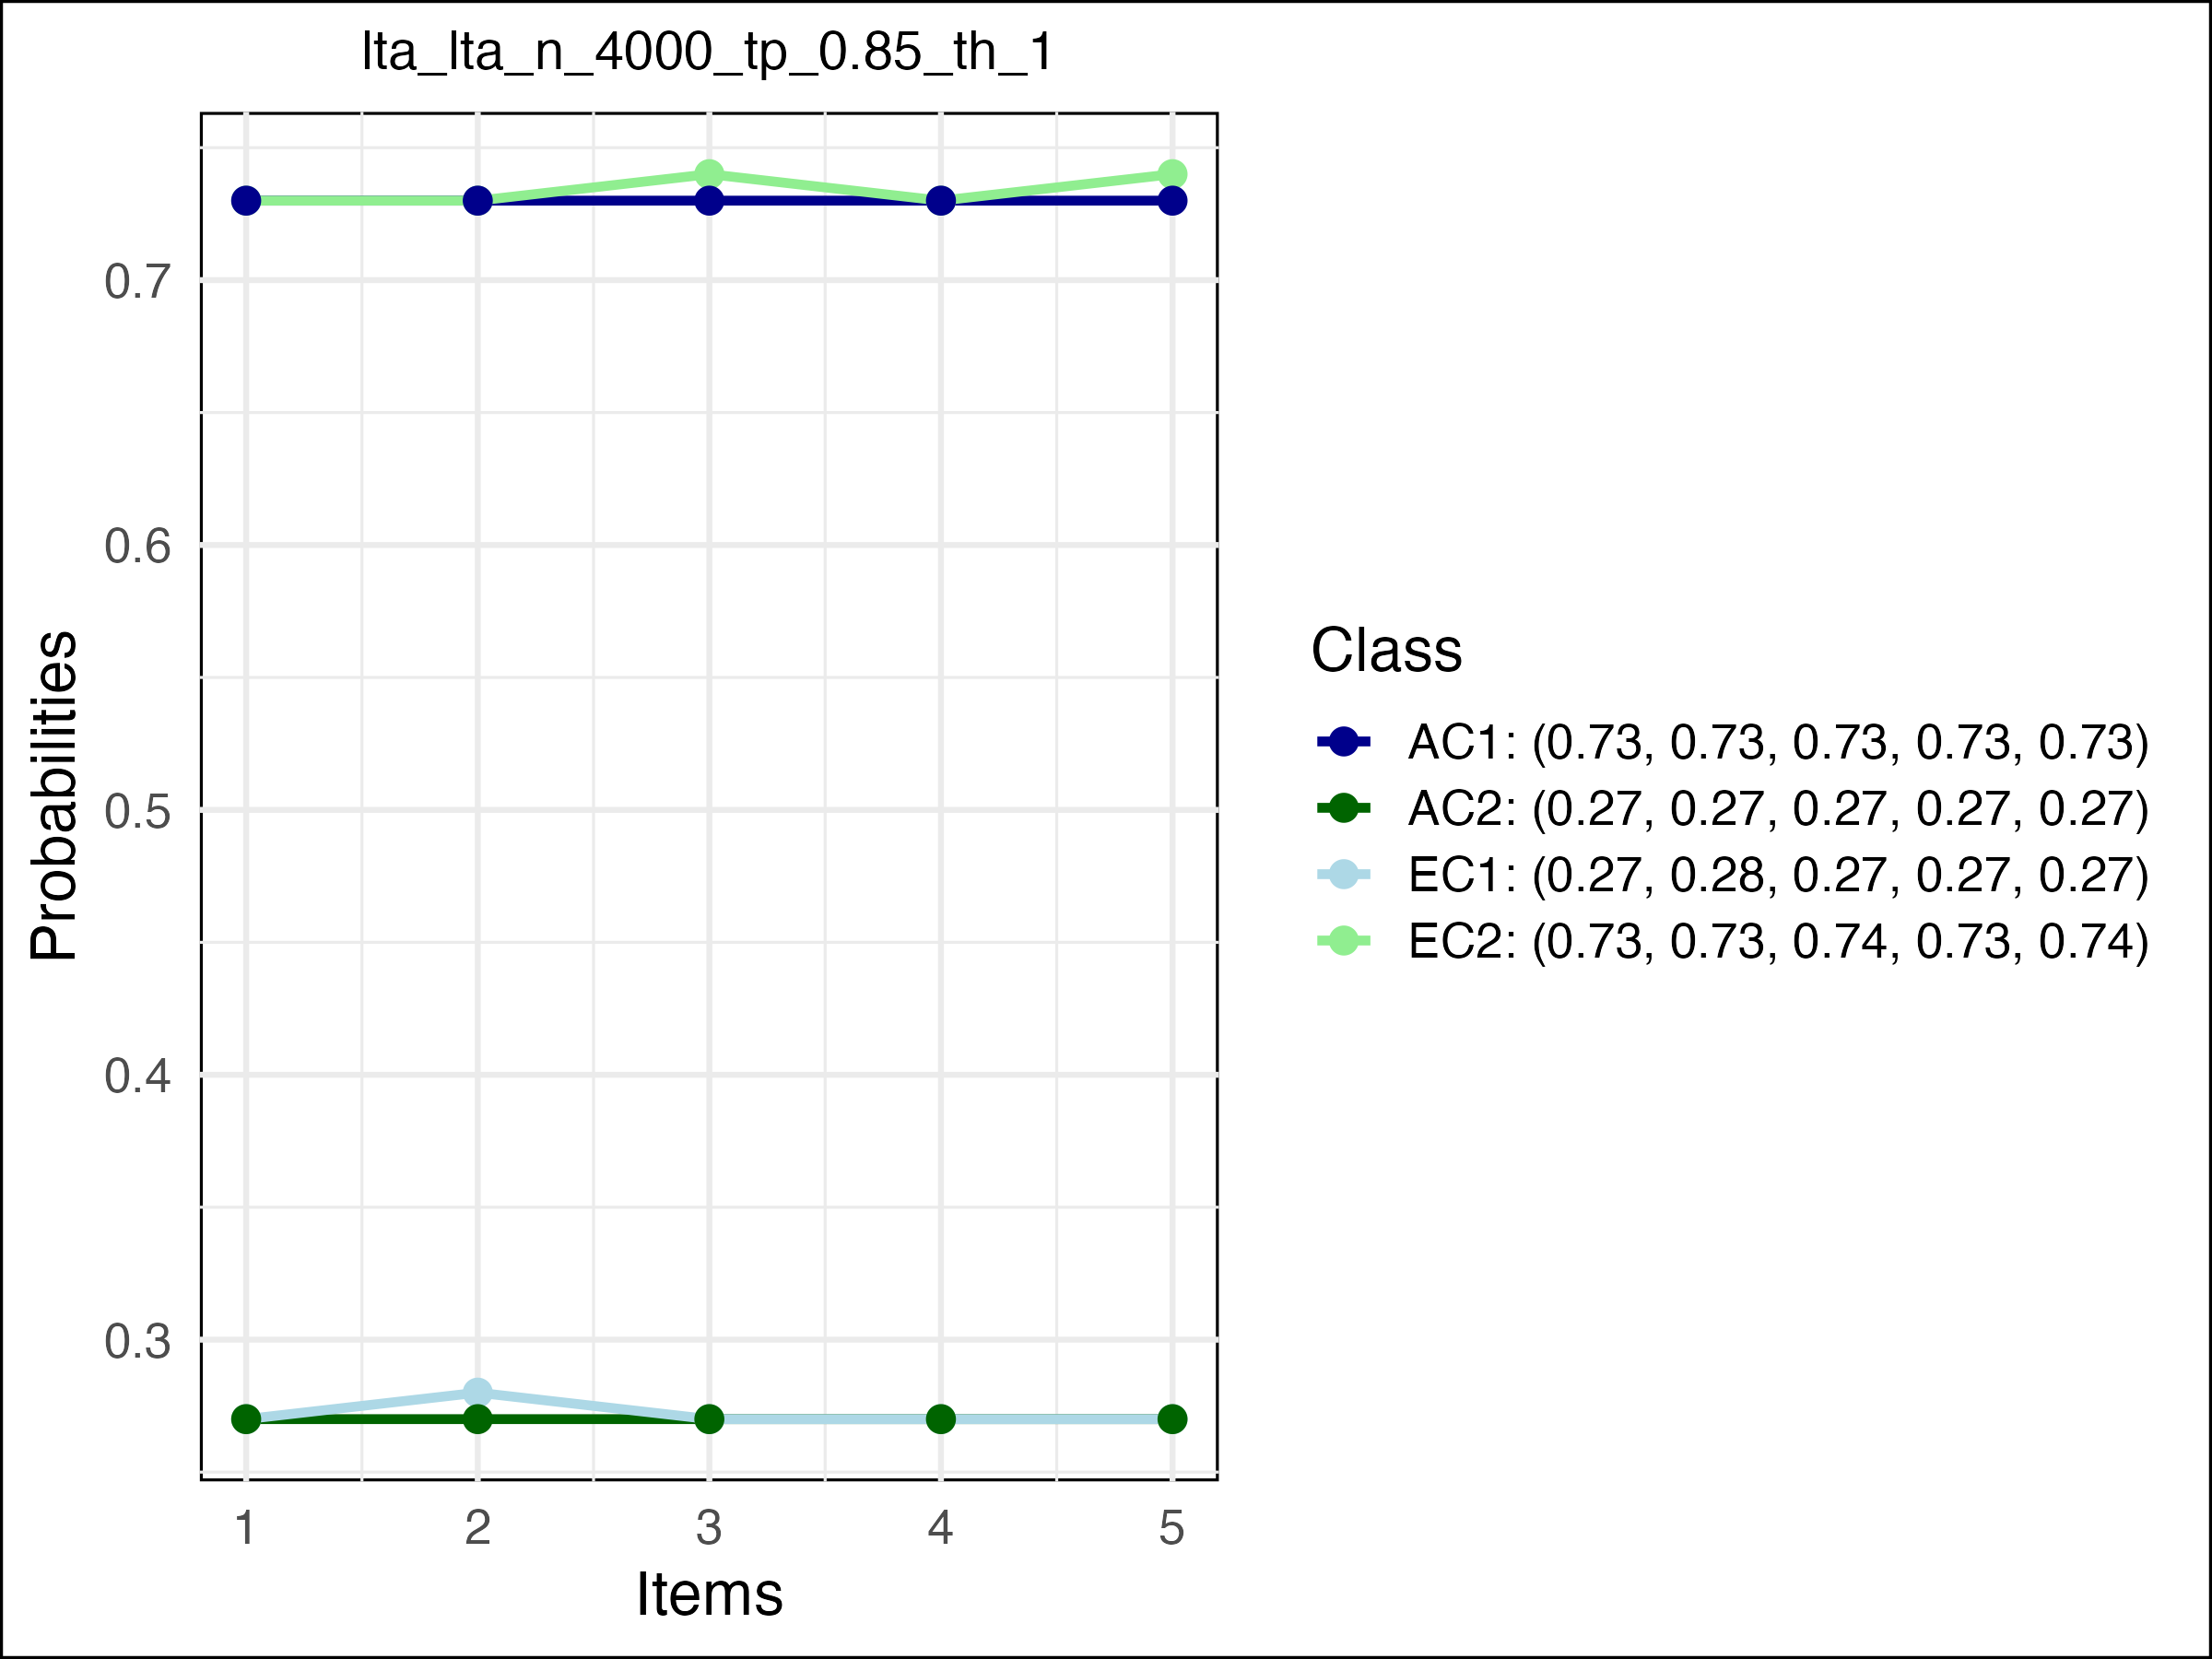 lta_lta_n_4000_tp_0.85_th_1
Probabilities
0.7
0.6
0.5
0.4
0.3
1 2 3 4 5
Items
Class
AC1: (0.73, 0.73, 0.73, 0.73, 0.73)
AC2: (0.27, 0.27, 0.27, 0.27, 0.27)
EC1: (0.27, 0.28, 0.27, 0.27, 0.27)
EC2: (0.73, 0.73, 0.74, 0.73, 0.74)